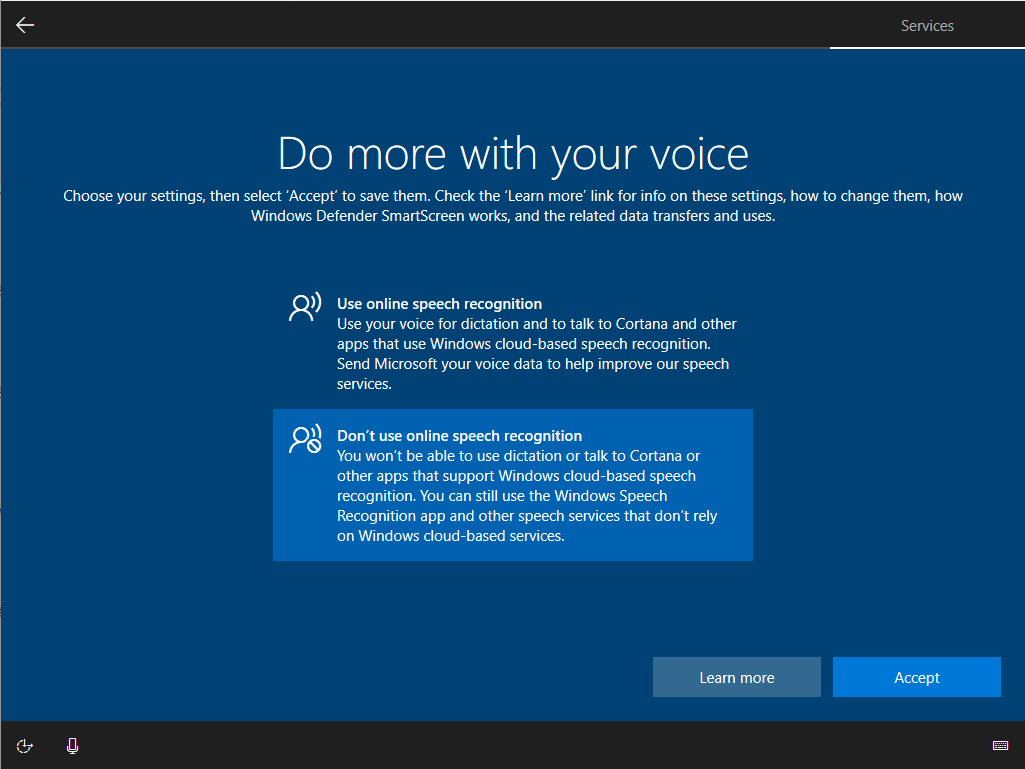 Services
Do more with your voice
Choose your settings, then select ‘Accept’ to save them. Check the ‘Learn more’ link for info on these settings, how to change them, how
Windows Defender SmartScreen works, and the related data transfers and uses.
Use online speech recognition
Use your voice for dictation and to talk to Cortana and other
apps that use Windows cloud-based speech recognition.
Send Microsoft your voice data to help improve our speech
services.
Don’t use online speech recognition
You won’t be able to use dictation or talk to Cortana or
other apps that support Windows cloud-based speech
recognition. You can still use the Windows Speech
Recognition app and other speech services that don’t rely
on Windows cloud-based services.
Learn more
Accept